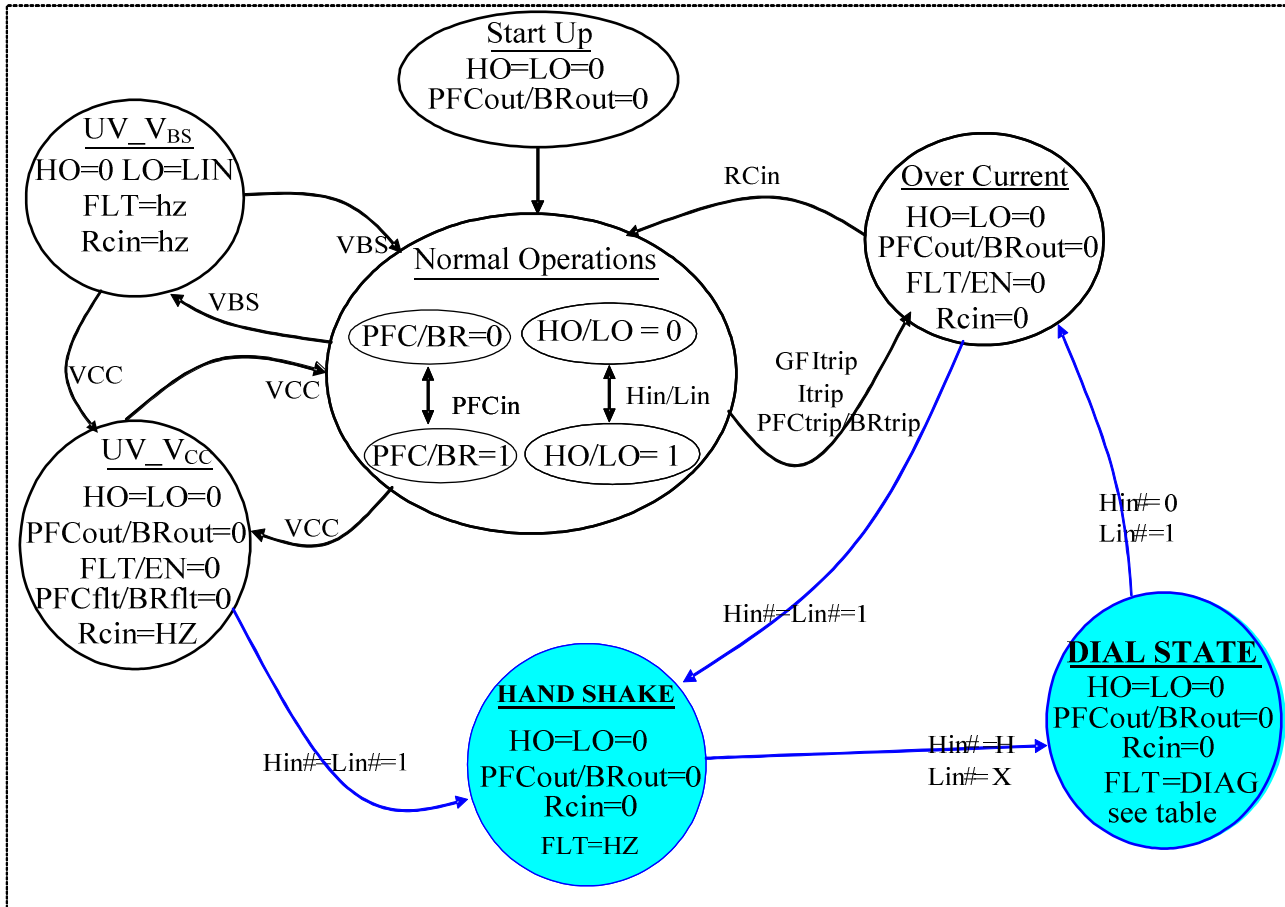 Start Up
HO=LO=0
PFCout/BRout=0
UV_VBS
HO=0 LO=LIN
FLT=hz
Rcin=hz
VBS
VBS
VCC
VCC
VCC
Normal Operations
PFC/BR=0
PFCin
PFC/BR=1
HO/LO = 0
Hin/Lin
HO/LO= 1
RCin
Over Current
HO=LO=0
PFCout/BRout=0
FLT/EN=0
Rcin=0
GFItrip
Itrip
PFCtrip/BRtrip
UV_VCC
HO=LO=0
PFCout/BRout=0
FLT/EN=0
PFCflt/BRflt=0
Rcin=HZ
Hin#=Lin#=1
Hin#=Lin#=1
HAND SHAKE
HO=LO=0
PFCout/BRout=0
Rcin=0
FLT=HZ
Hin#=H
Lin#=X
Hin#=0
Lin#=1
DIAL STATE
HO=LO=0
PFCout/BRout=0
Rcin=0
FLT=DIAG
see table